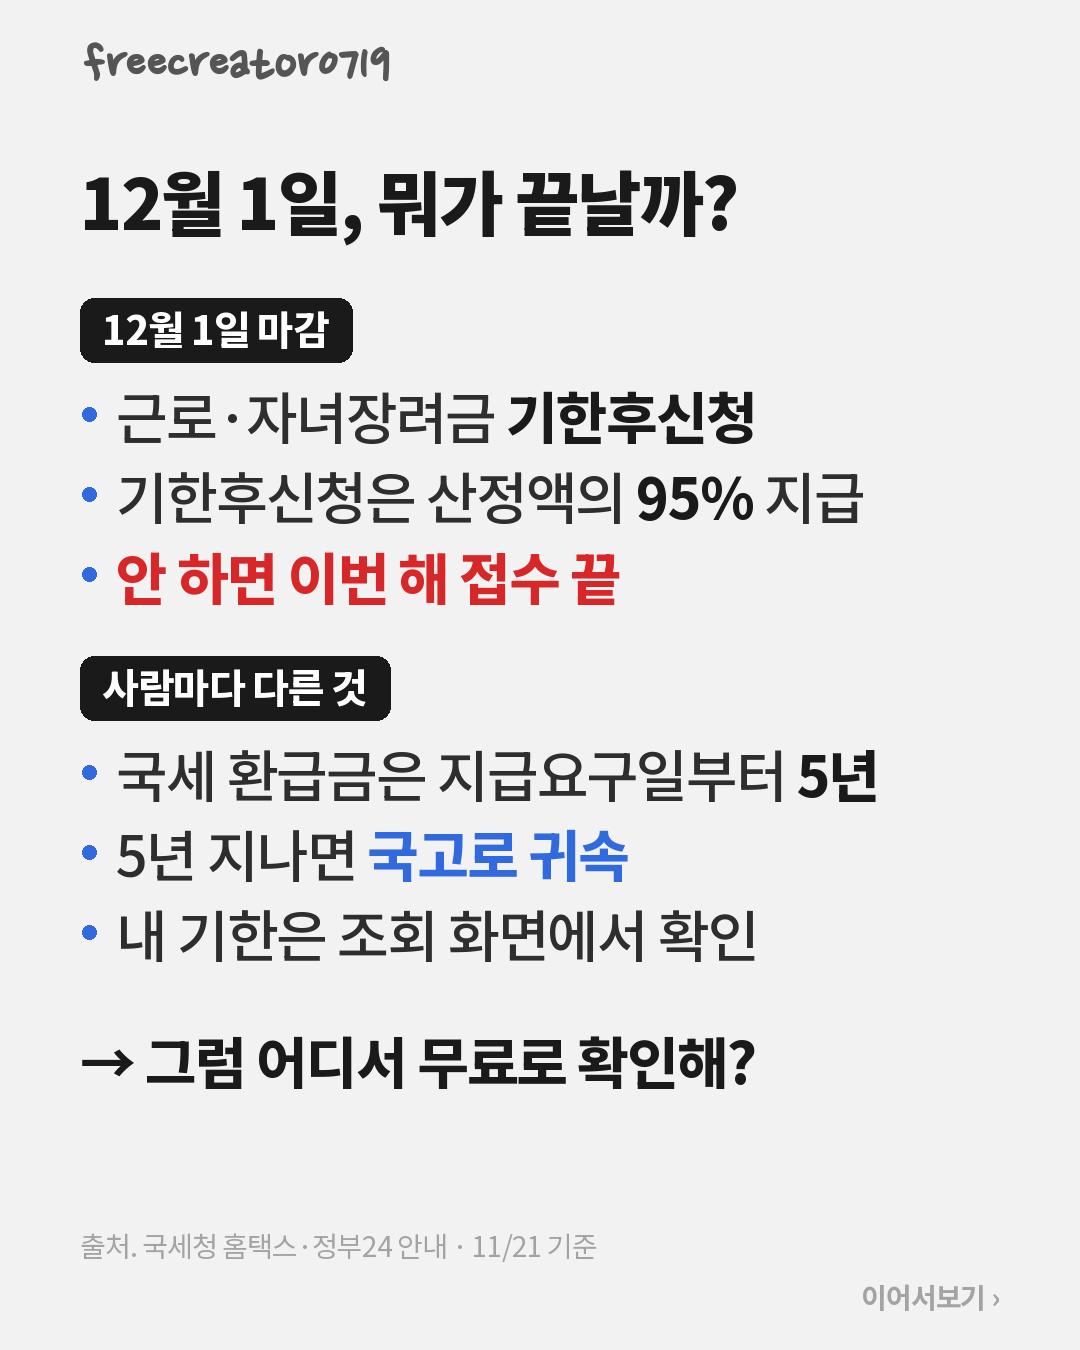 freecreator0719
12월 1일, 뭐가 끝날까?
12월 1일 마감
• 근로·자녀장려금 기한후신청
• 기한후신청은 산정액의 95% 지급
• 안 하면 이번 해 접수 끝
사람마다 다른 것
• 국세 환급금은 지급요구일부터 5년
• 5년 지나면 국고로 귀속
• 내 기한은 조회 화면에서 확인
→ 그럼 어디서 무료로 확인해?
출처. 국세청 홈택스·정부24 안내 · 11/21 기준
이어서보기 ›